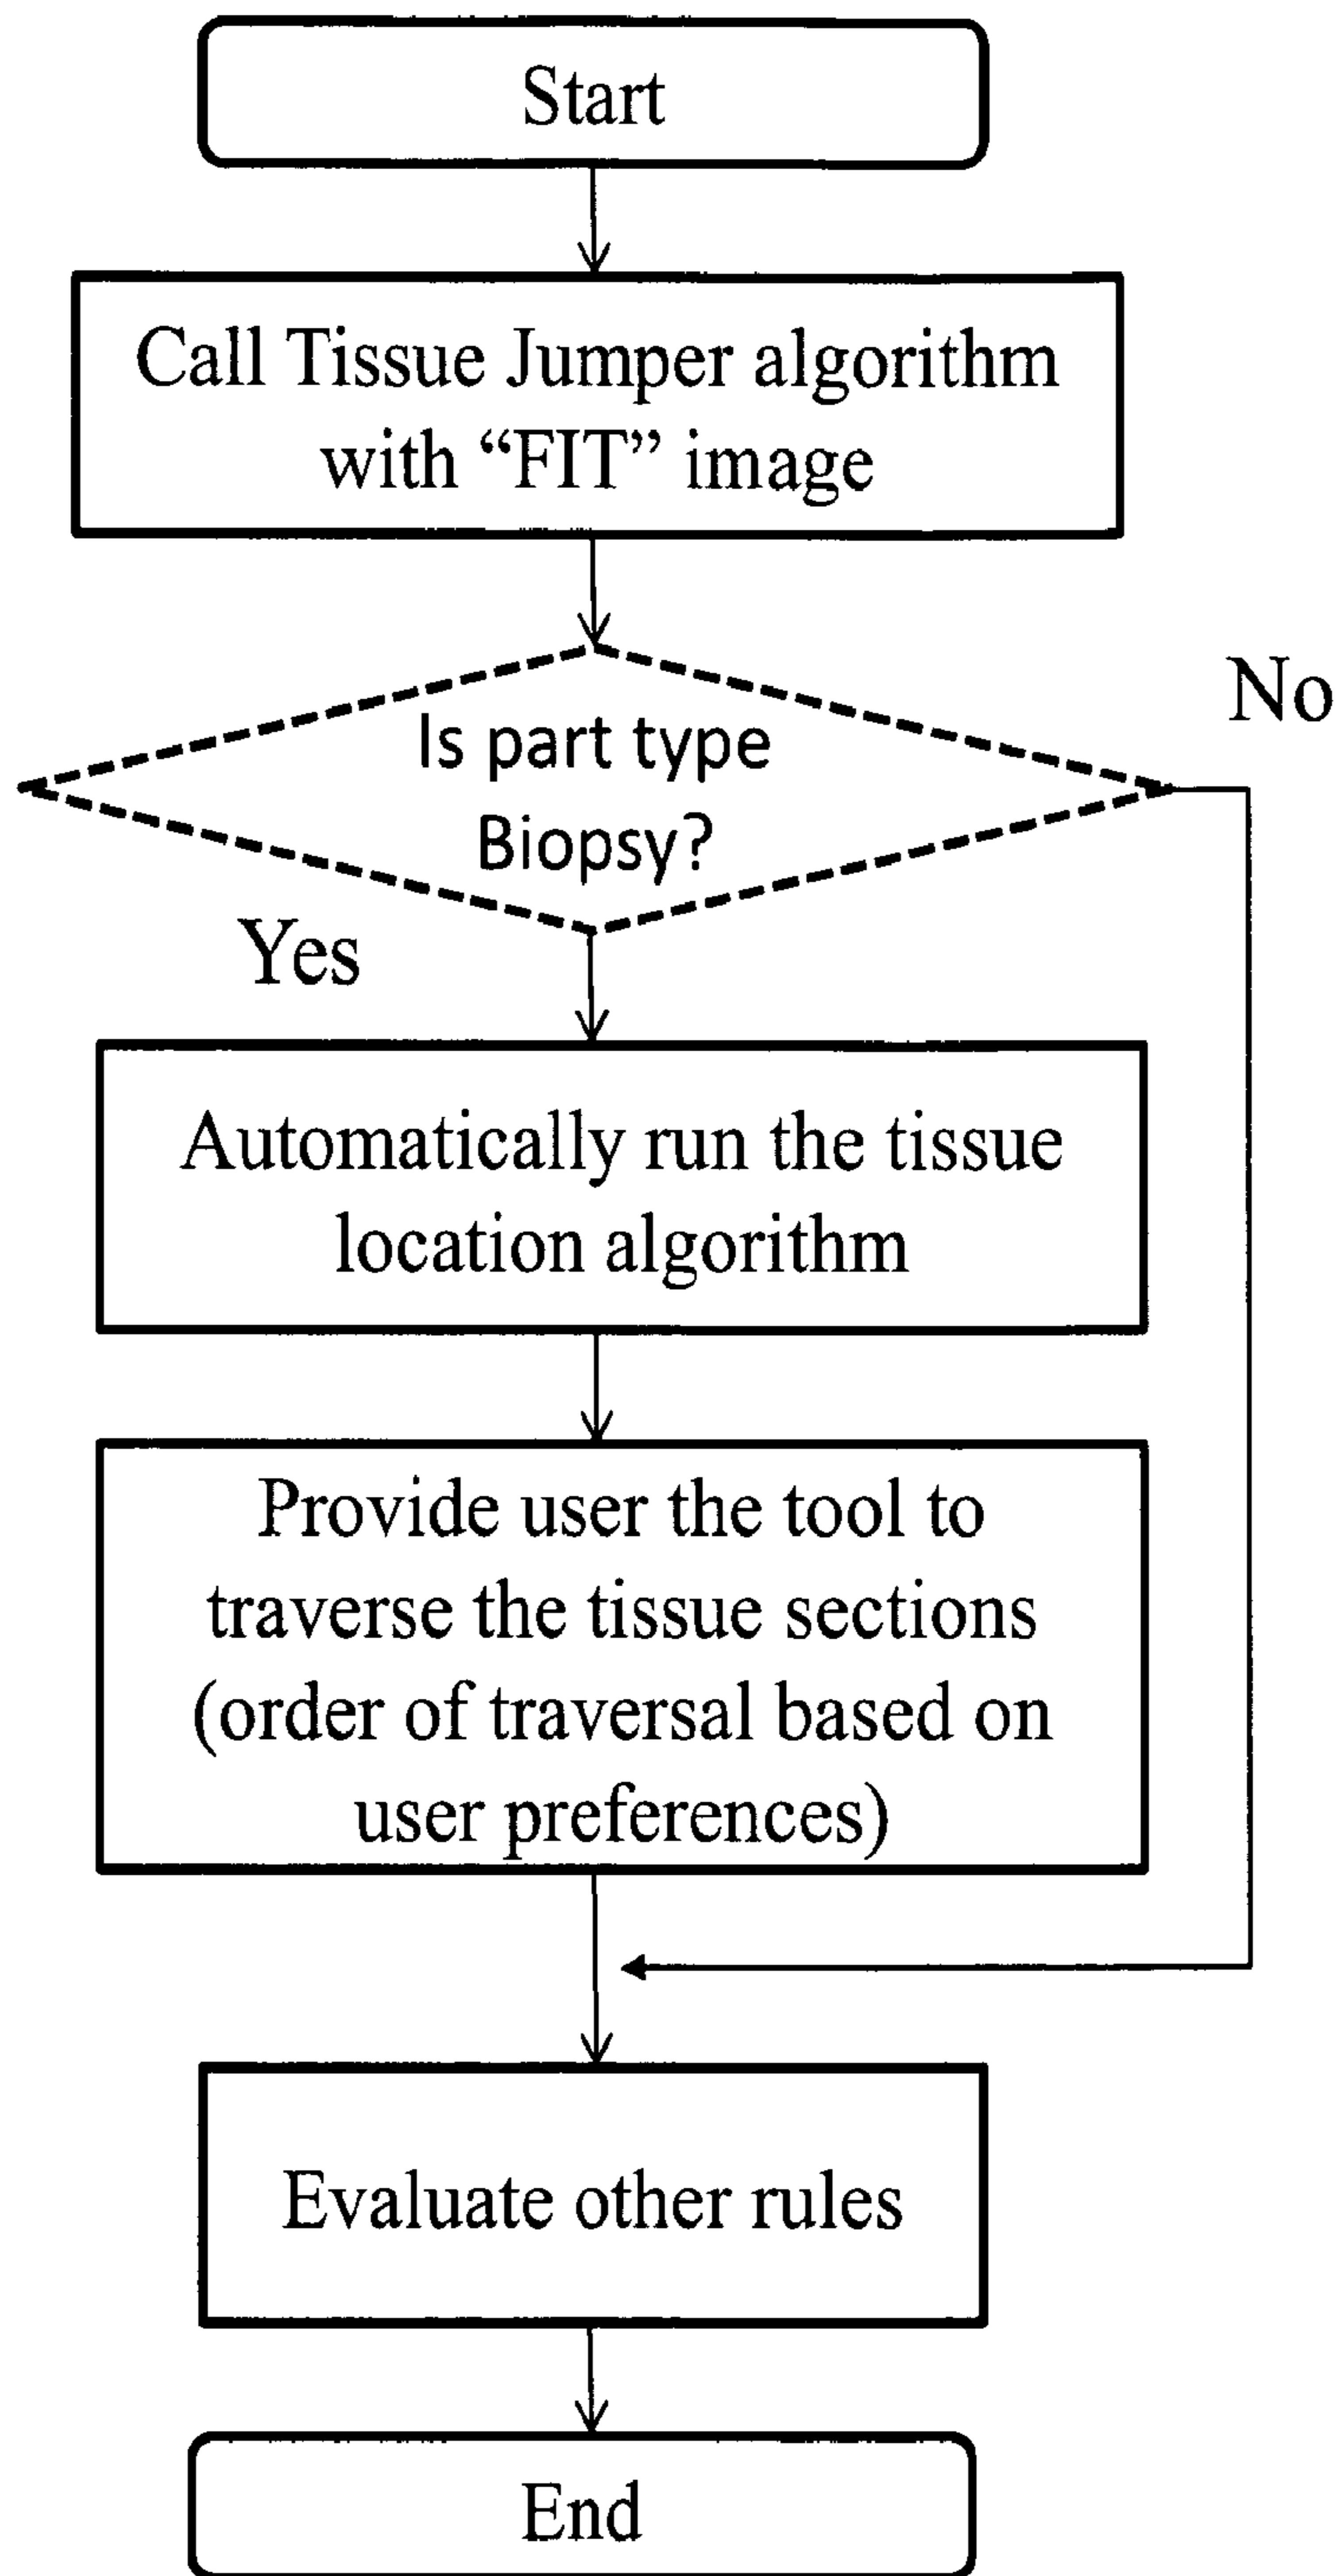 Start
Call Tissue Jumper algorithm
with “FIT” image
No
Is part type
Biopsy?
Yes
Automatically run the tissue
location algorithm
Provide user the tool to
traverse the tissue sections
(order of traversal based on
user preferences)
Evaluate other rules
End